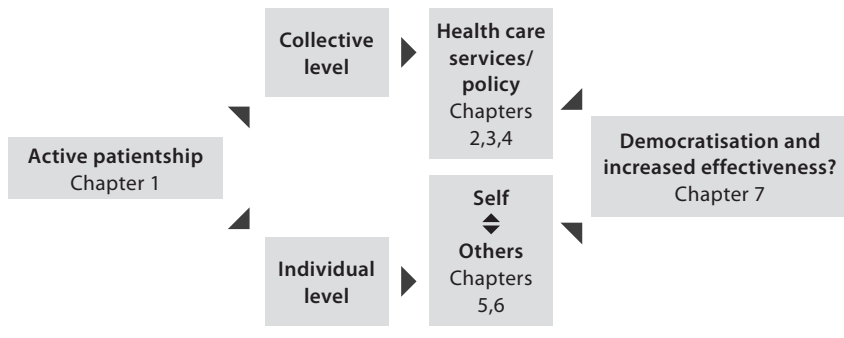 Active patientship
Chapter 1
Collective
level
Health care
services/
policy
Chapters
2,3,4
Individual
level
Self
Others
Chapters
5,6
Democratisation and
increased effectiveness?
Chapter 7